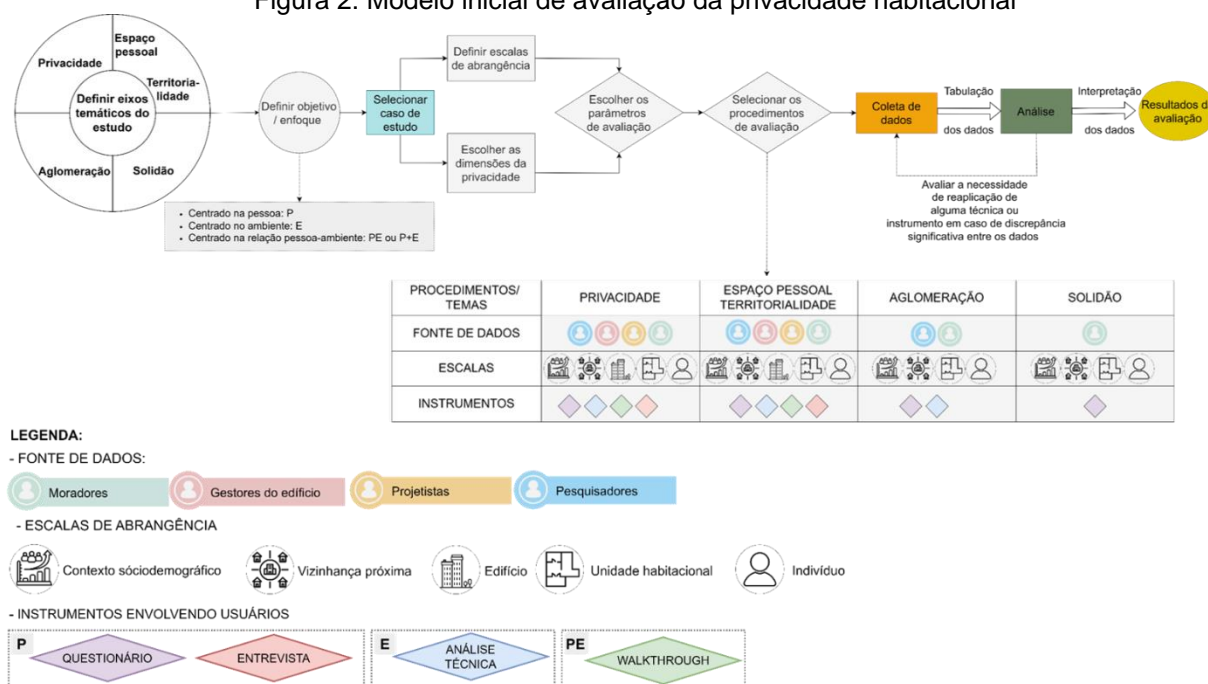 Figura 2: Modelo inicial de avaliação da privacidade habitacional
Espaço
pessoal
Privacidade
Territoria-
lidade
Definir eixos
temáticos do
estudo
Aglomeração
Solidão
Definir objetivo
/ enfoque
Selecionar
caso de
estudo
Definir escalas
de abrangência
Escolher as
dimensões da
privacidade
Escolher os
parâmetros
de avaliação
Selecionar os
procedimentos
de avaliação
Coleta de
dados
Tabulação
dos dados
Análise
Interpretação
dos dados
Resultados d
avaliação
• Centrado na pessoa: P
• Centrado no ambiente: E
• Centrado na relação pessoa-ambiente: PE ou P+E
Avaliar a necessidade
de reaplicação de
alguma técnica ou
instrumento em caso de discrepância
significativa entre os dados
PROCEDIMENTOS/
TEMAS
PRIVACIDADE
ESPAÇO PESSOAL
TERRITORIALIDADE
AGLOMERAÇÃO
SOLIDÃO
FONTE DE DADOS
ESCALAS
INSTRUMENTOS
LEGENDA:
- FONTE DE DADOS:
Moradores
Gestores do edifício
Projetistas
Pesquisadores
- ESCALAS DE ABRANGÊNCIA
Contexto sóciodemográfico
Vizinhança próxima
Edifício
Unidade habitacional
Indivíduo
- INSTRUMENTOS ENVOLVENDO USUÁRIOS
P
QUESTIONÁRIO
ENTREVISTA
E
ANÁLISE
TÉCNICA
PE
WALKTHROUGH